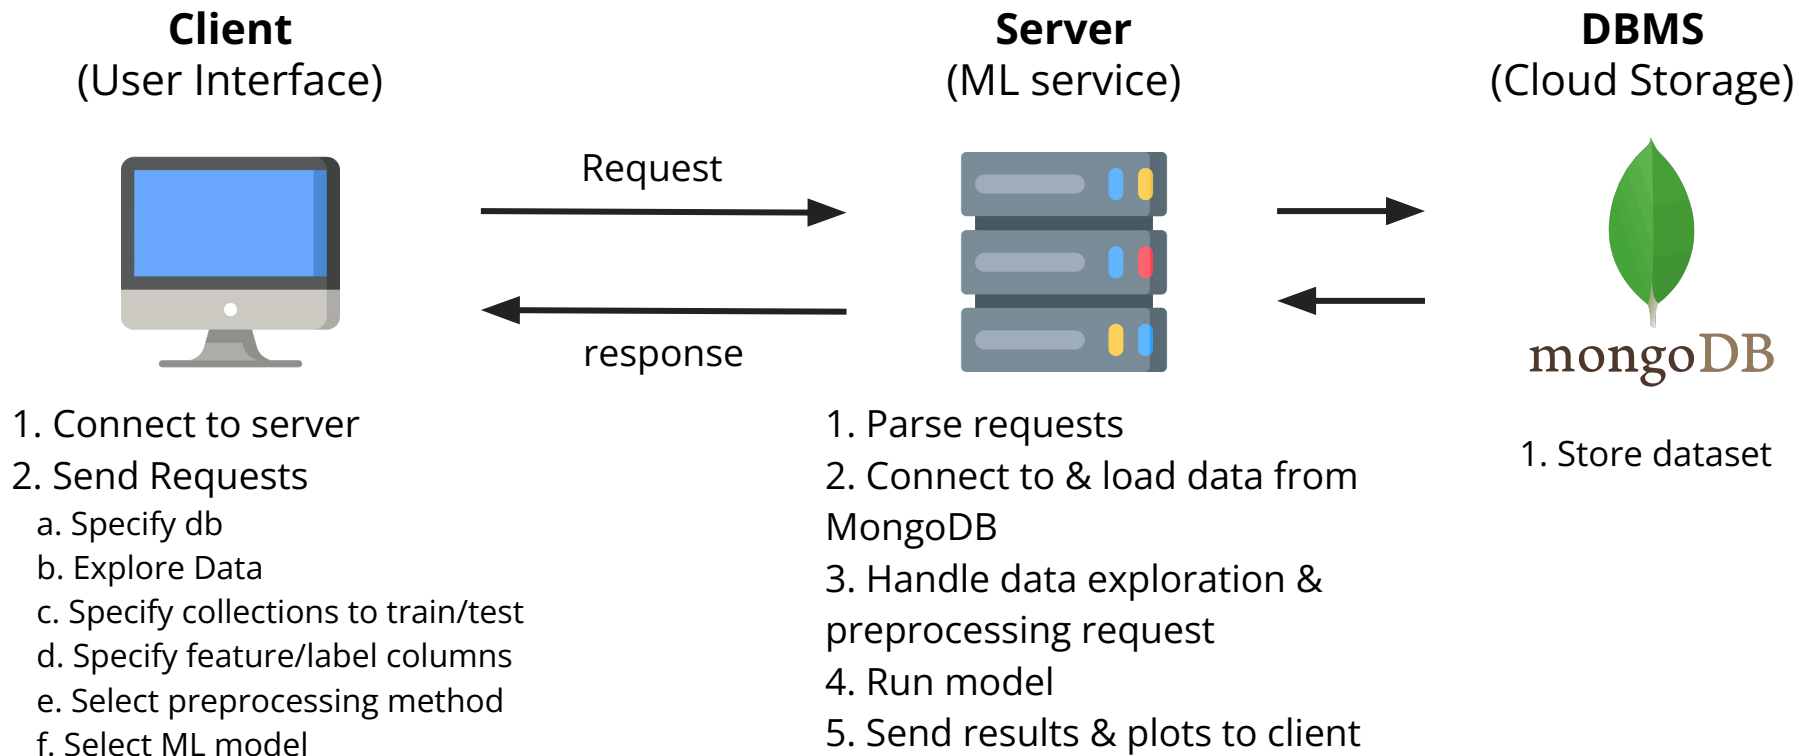 Client
(User Interface)
Server
(ML service)
DBMS
(Cloud Storage)
Request
response
mongoDB
1. Connect to server
2. Send Requests
a. Specify db
b. Explore Data
c. Specify collections to train/test
d. Specify feature/label columns
e. Select preprocessing method
f. Select ML model
1. Parse requests
2. Connect to & load data from
MongoDB
3. Handle data exploration &
preprocessing request
4. Run model
5. Send results & plots to client
1. Store dataset